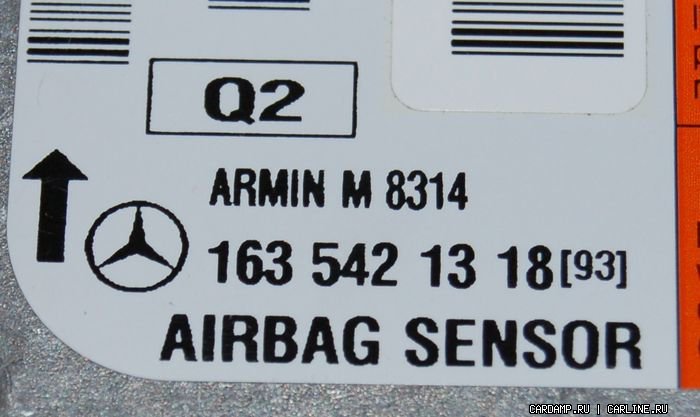 Q2
ARMIN M 8314
163 542 13 18 [93]
AIRBAG SENSOR
CARDAMP.RU | CARLINE.RU